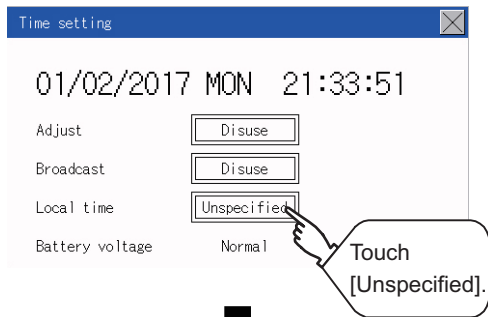 Time setting
01/02/2017 MON 21:33:51
Adjust Disuse
Broadcast Disuse
Local time Unspecified
Battery voltage Normal
Touch
[Unspecified].